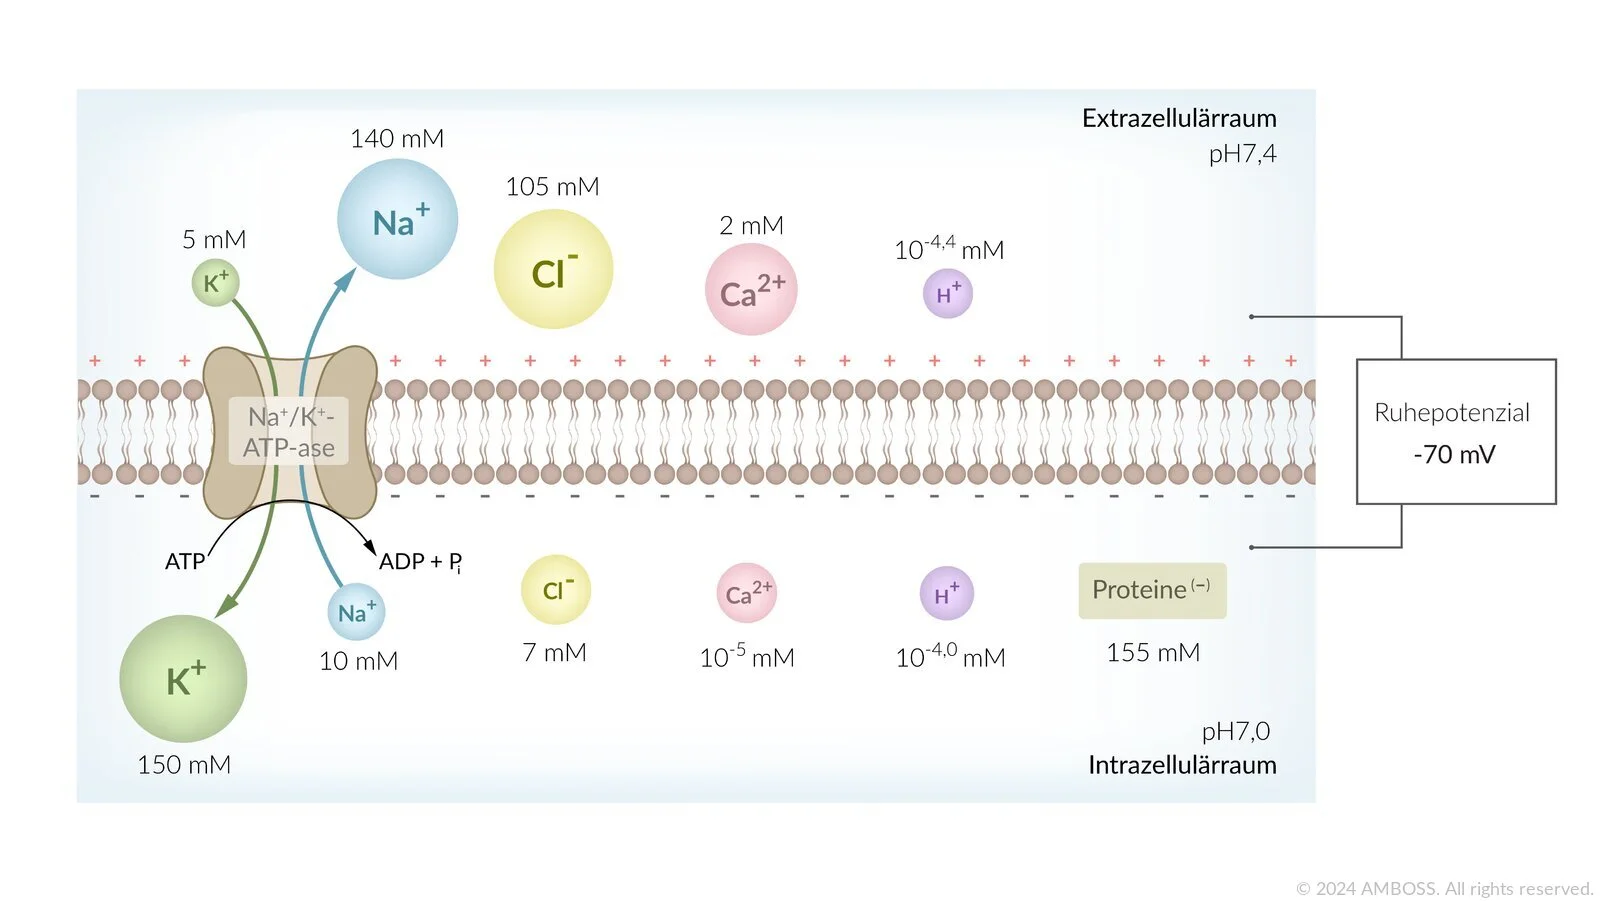 Extrazellulärraum
pH7,4
140 mM
Na⁺
105 mM
Cl⁻
2 mM
Ca²⁺
10⁻⁴,⁴ mM
H⁺
5 mM
K⁺
+ + + + + + + + + + + + + + + + + + + + + + + +
Na⁺/K⁺-
ATP-ase
Ruhepotenzial
-70 mV
- - - - - - - - - - - - - - - - - - - - - - - -
ATP
ADP + Pᵢ
K⁺
150 mM
Na⁺
10 mM
Cl⁻
7 mM
Ca²⁺
10⁻⁵ mM
H⁺
10⁻⁴,⁰ mM
Proteine⁽⁻⁾
155 mM
pH7,0
Intrazellulärraum
© 2024 AMBOSS. All rights reserved.